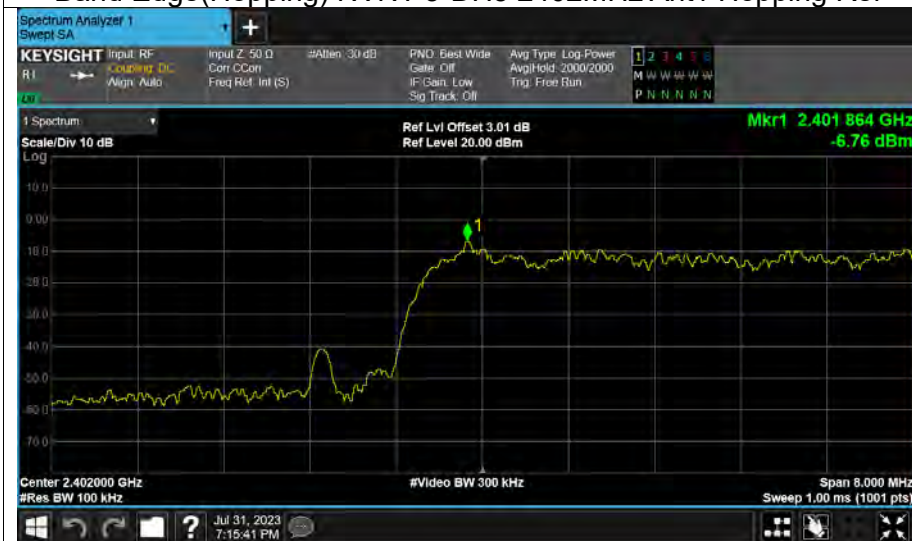 Spectrum Analyzer 1
Swept SA
KEYSIGHT
Input: RF
Coupling: DC
Align: Auto
Input Z: 50 Ω
Corr CCorr
Freq Ref: Int (S)
#Atten: 30 dB
PNO: Best Wide
Gate: Off
IF Gain: Low
Sig Track: Off
Avg Type: Log-Power
Avg|Hold: 2000/2000
Trig: Free Run
1 2 3 4 5 6
M W W W W W
P N N N N N
1 Spectrum
Scale/Div 10 dB
Log
Ref Lvl Offset 3.01 dB
Ref Level 20.00 dBm
Mkr1 2.401 864 GHz
-6.76 dBm
10.0
0.00
-10.0
-20.0
-30.0
-40.0
-50.0
-60.0
-70.0
1
Center 2.402000 GHz
#Res BW 100 kHz
#Video BW 300 kHz
Span 8.000 MHz
Sweep 1.00 ms (1001 pts)
?
Jul 31, 2023
7:15:41 PM